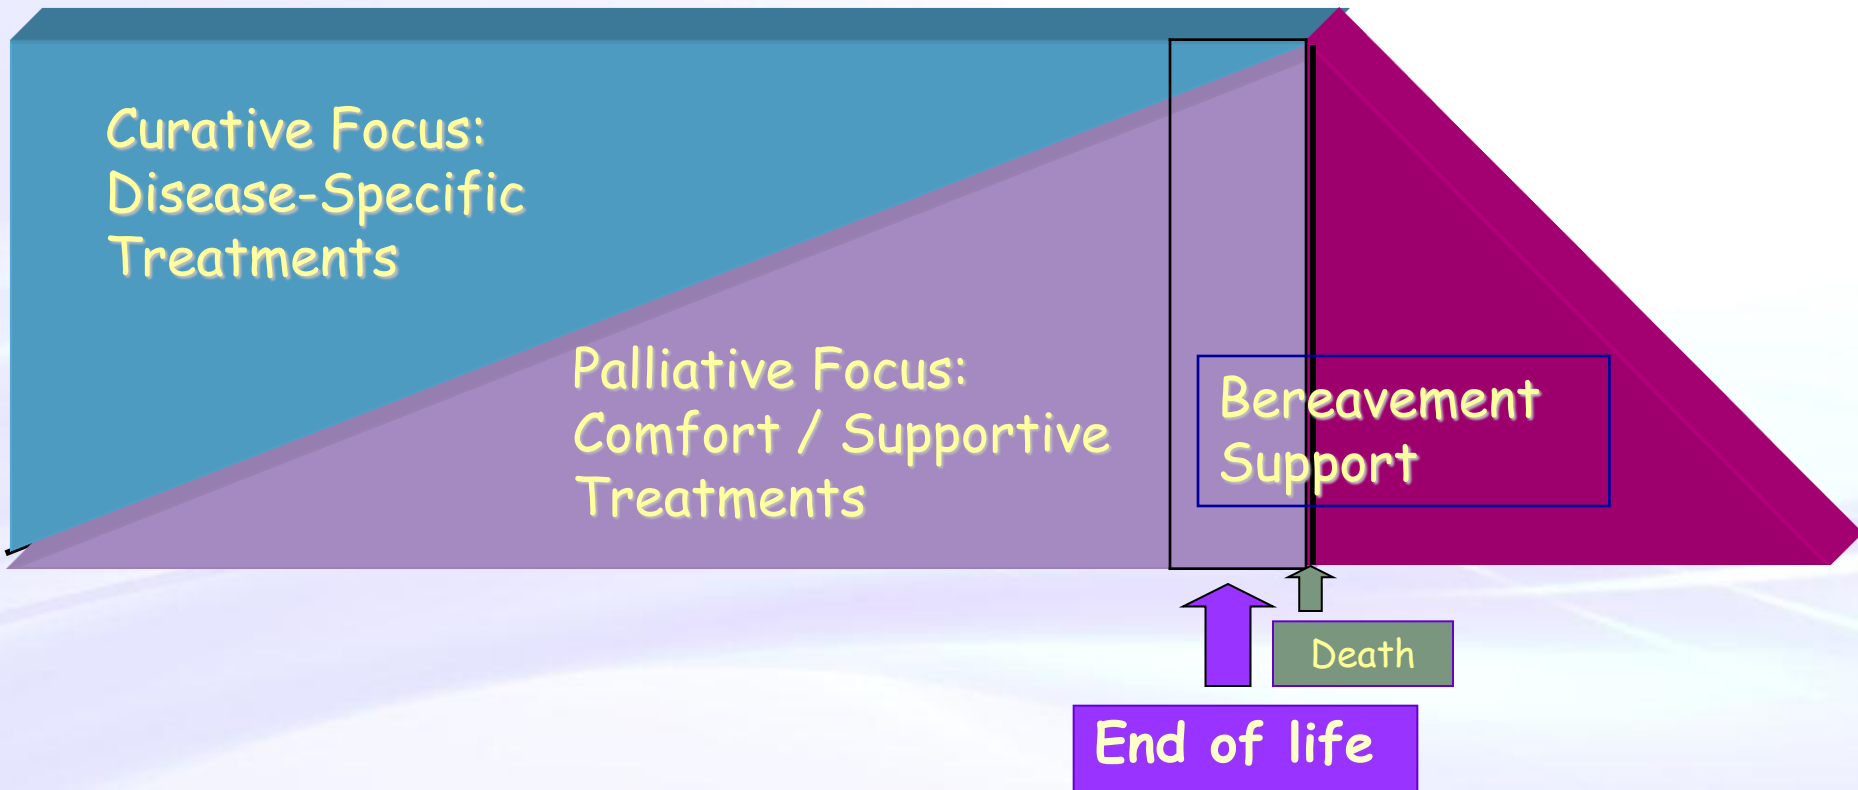 Curative Focus:
Disease-Specific
Treatments
Palliative Focus:
Comfort / Supportive
Treatments
Bereavement
Support
Death
End of life